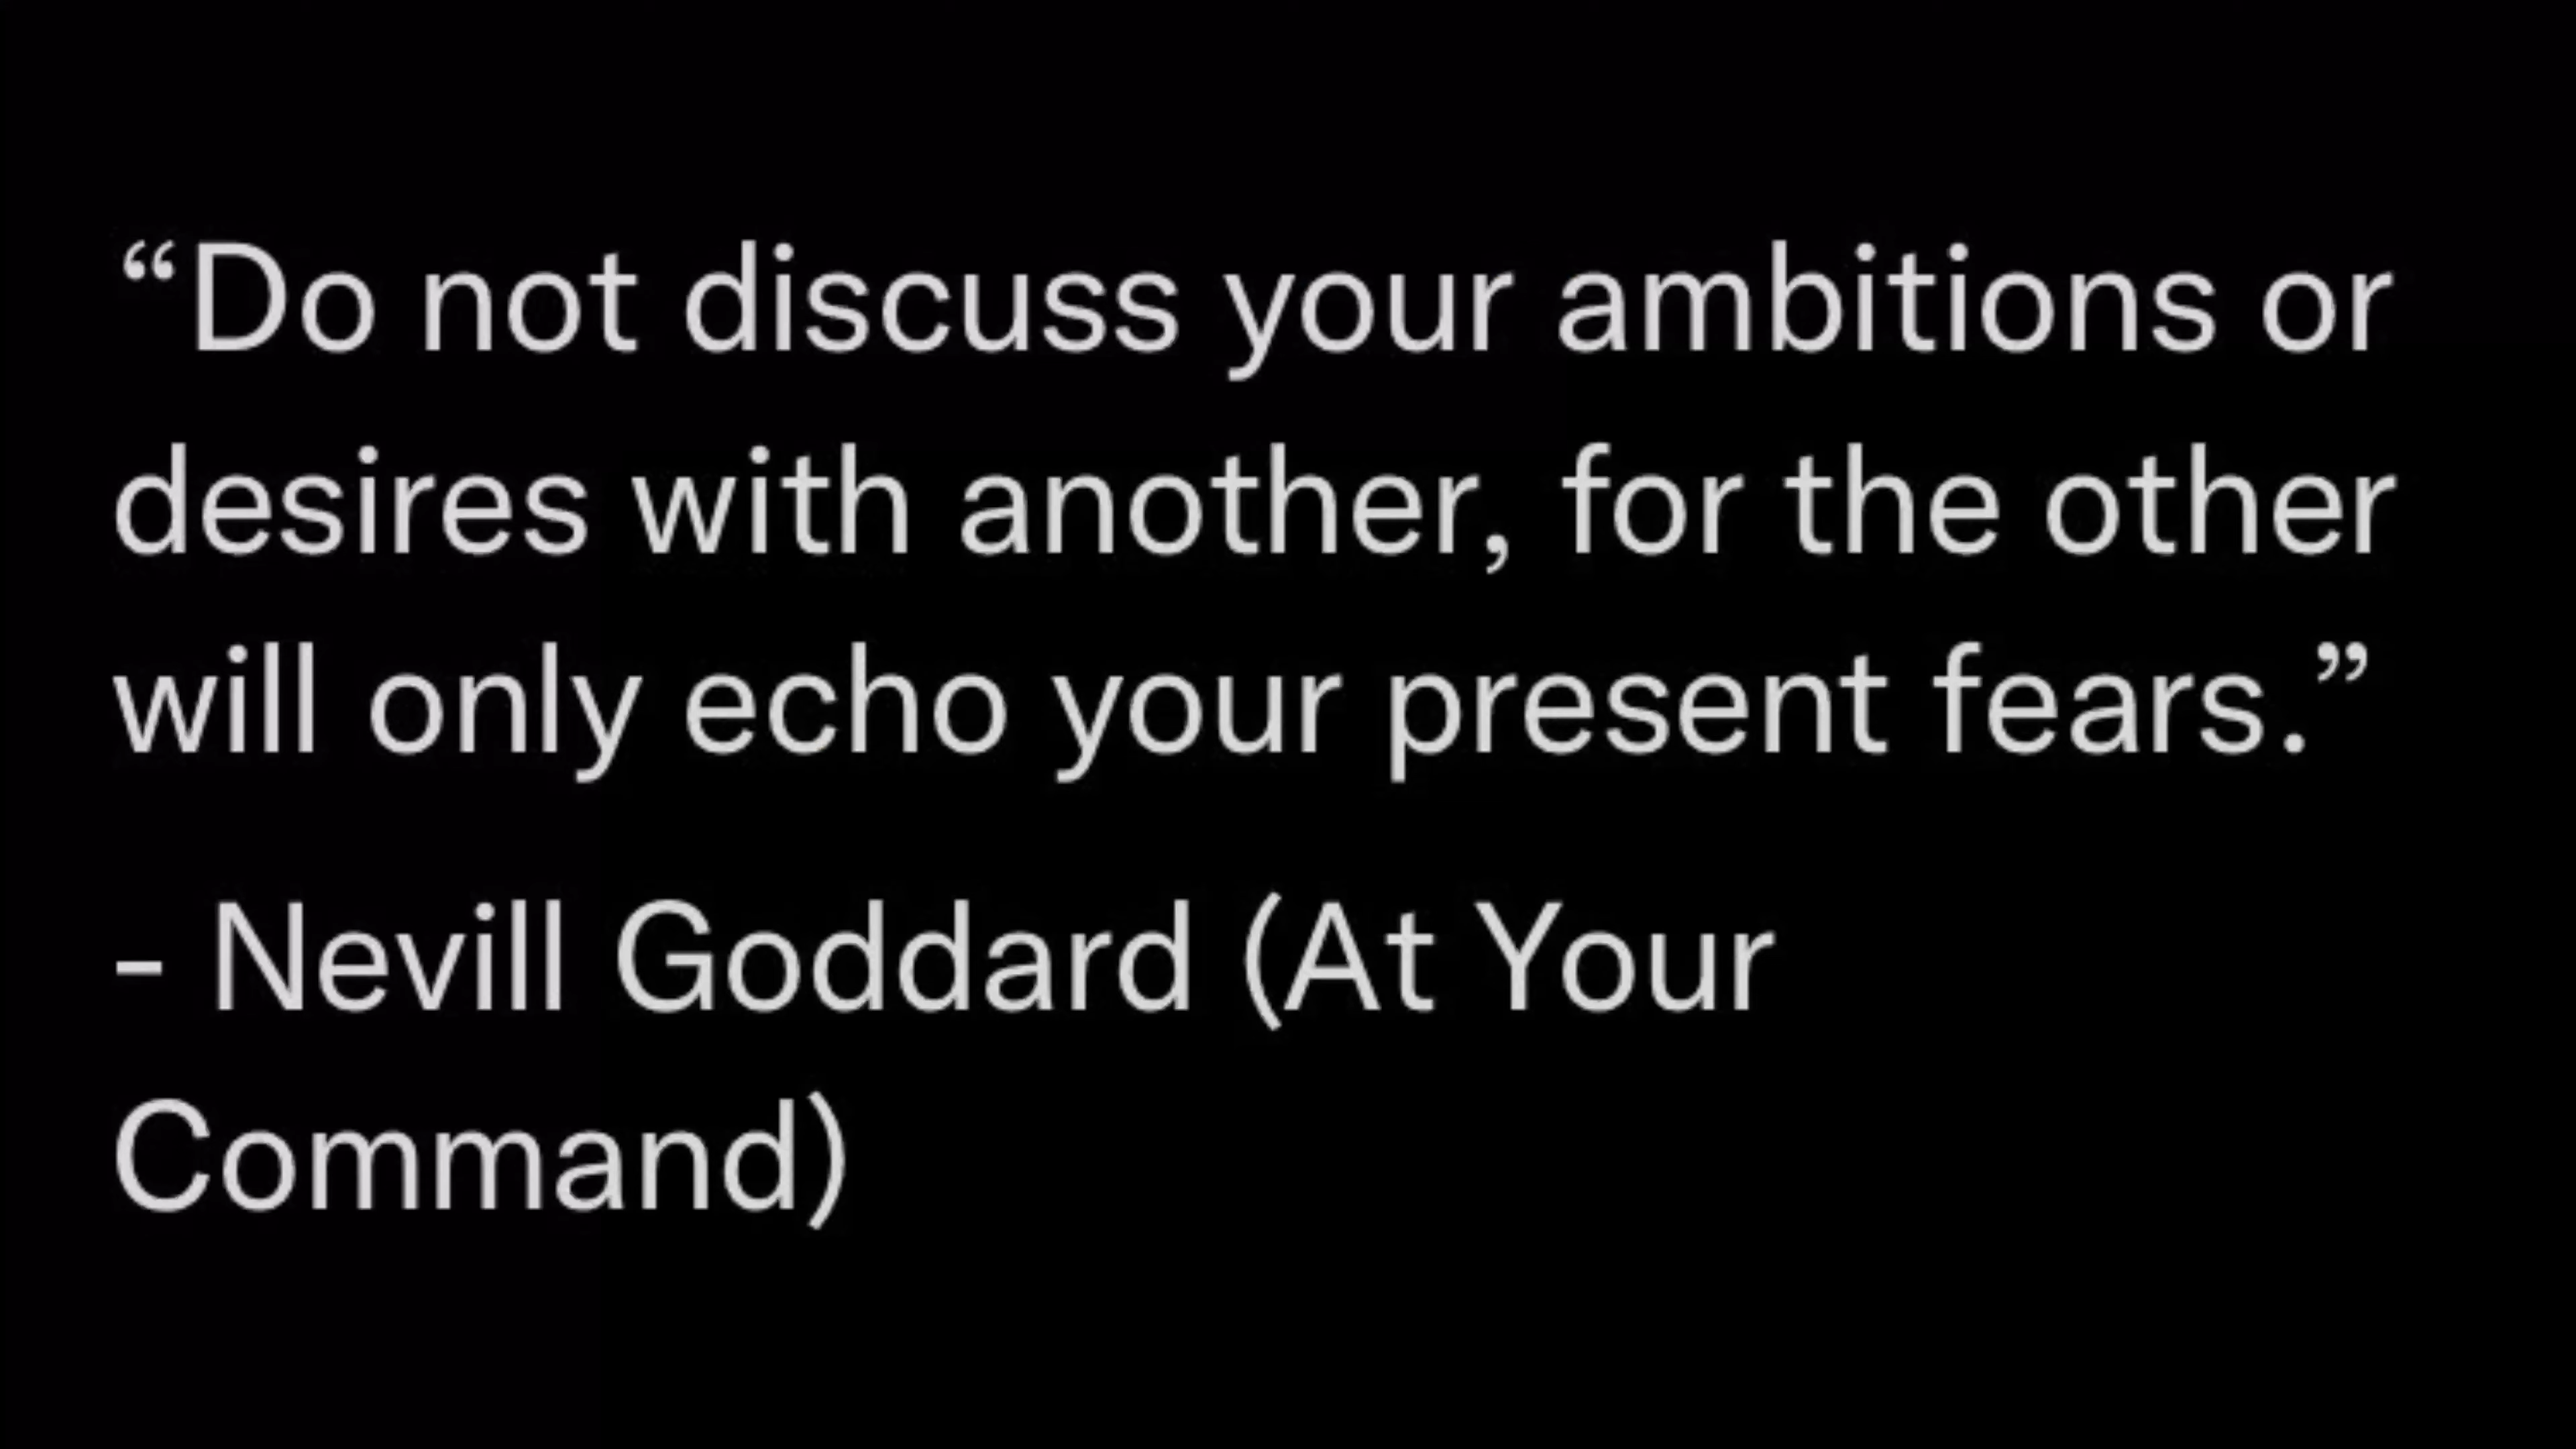 “Do not discuss your ambitions or
desires with another, for the other
will only echo your present fears.”
- Nevill Goddard (At Your
Command)